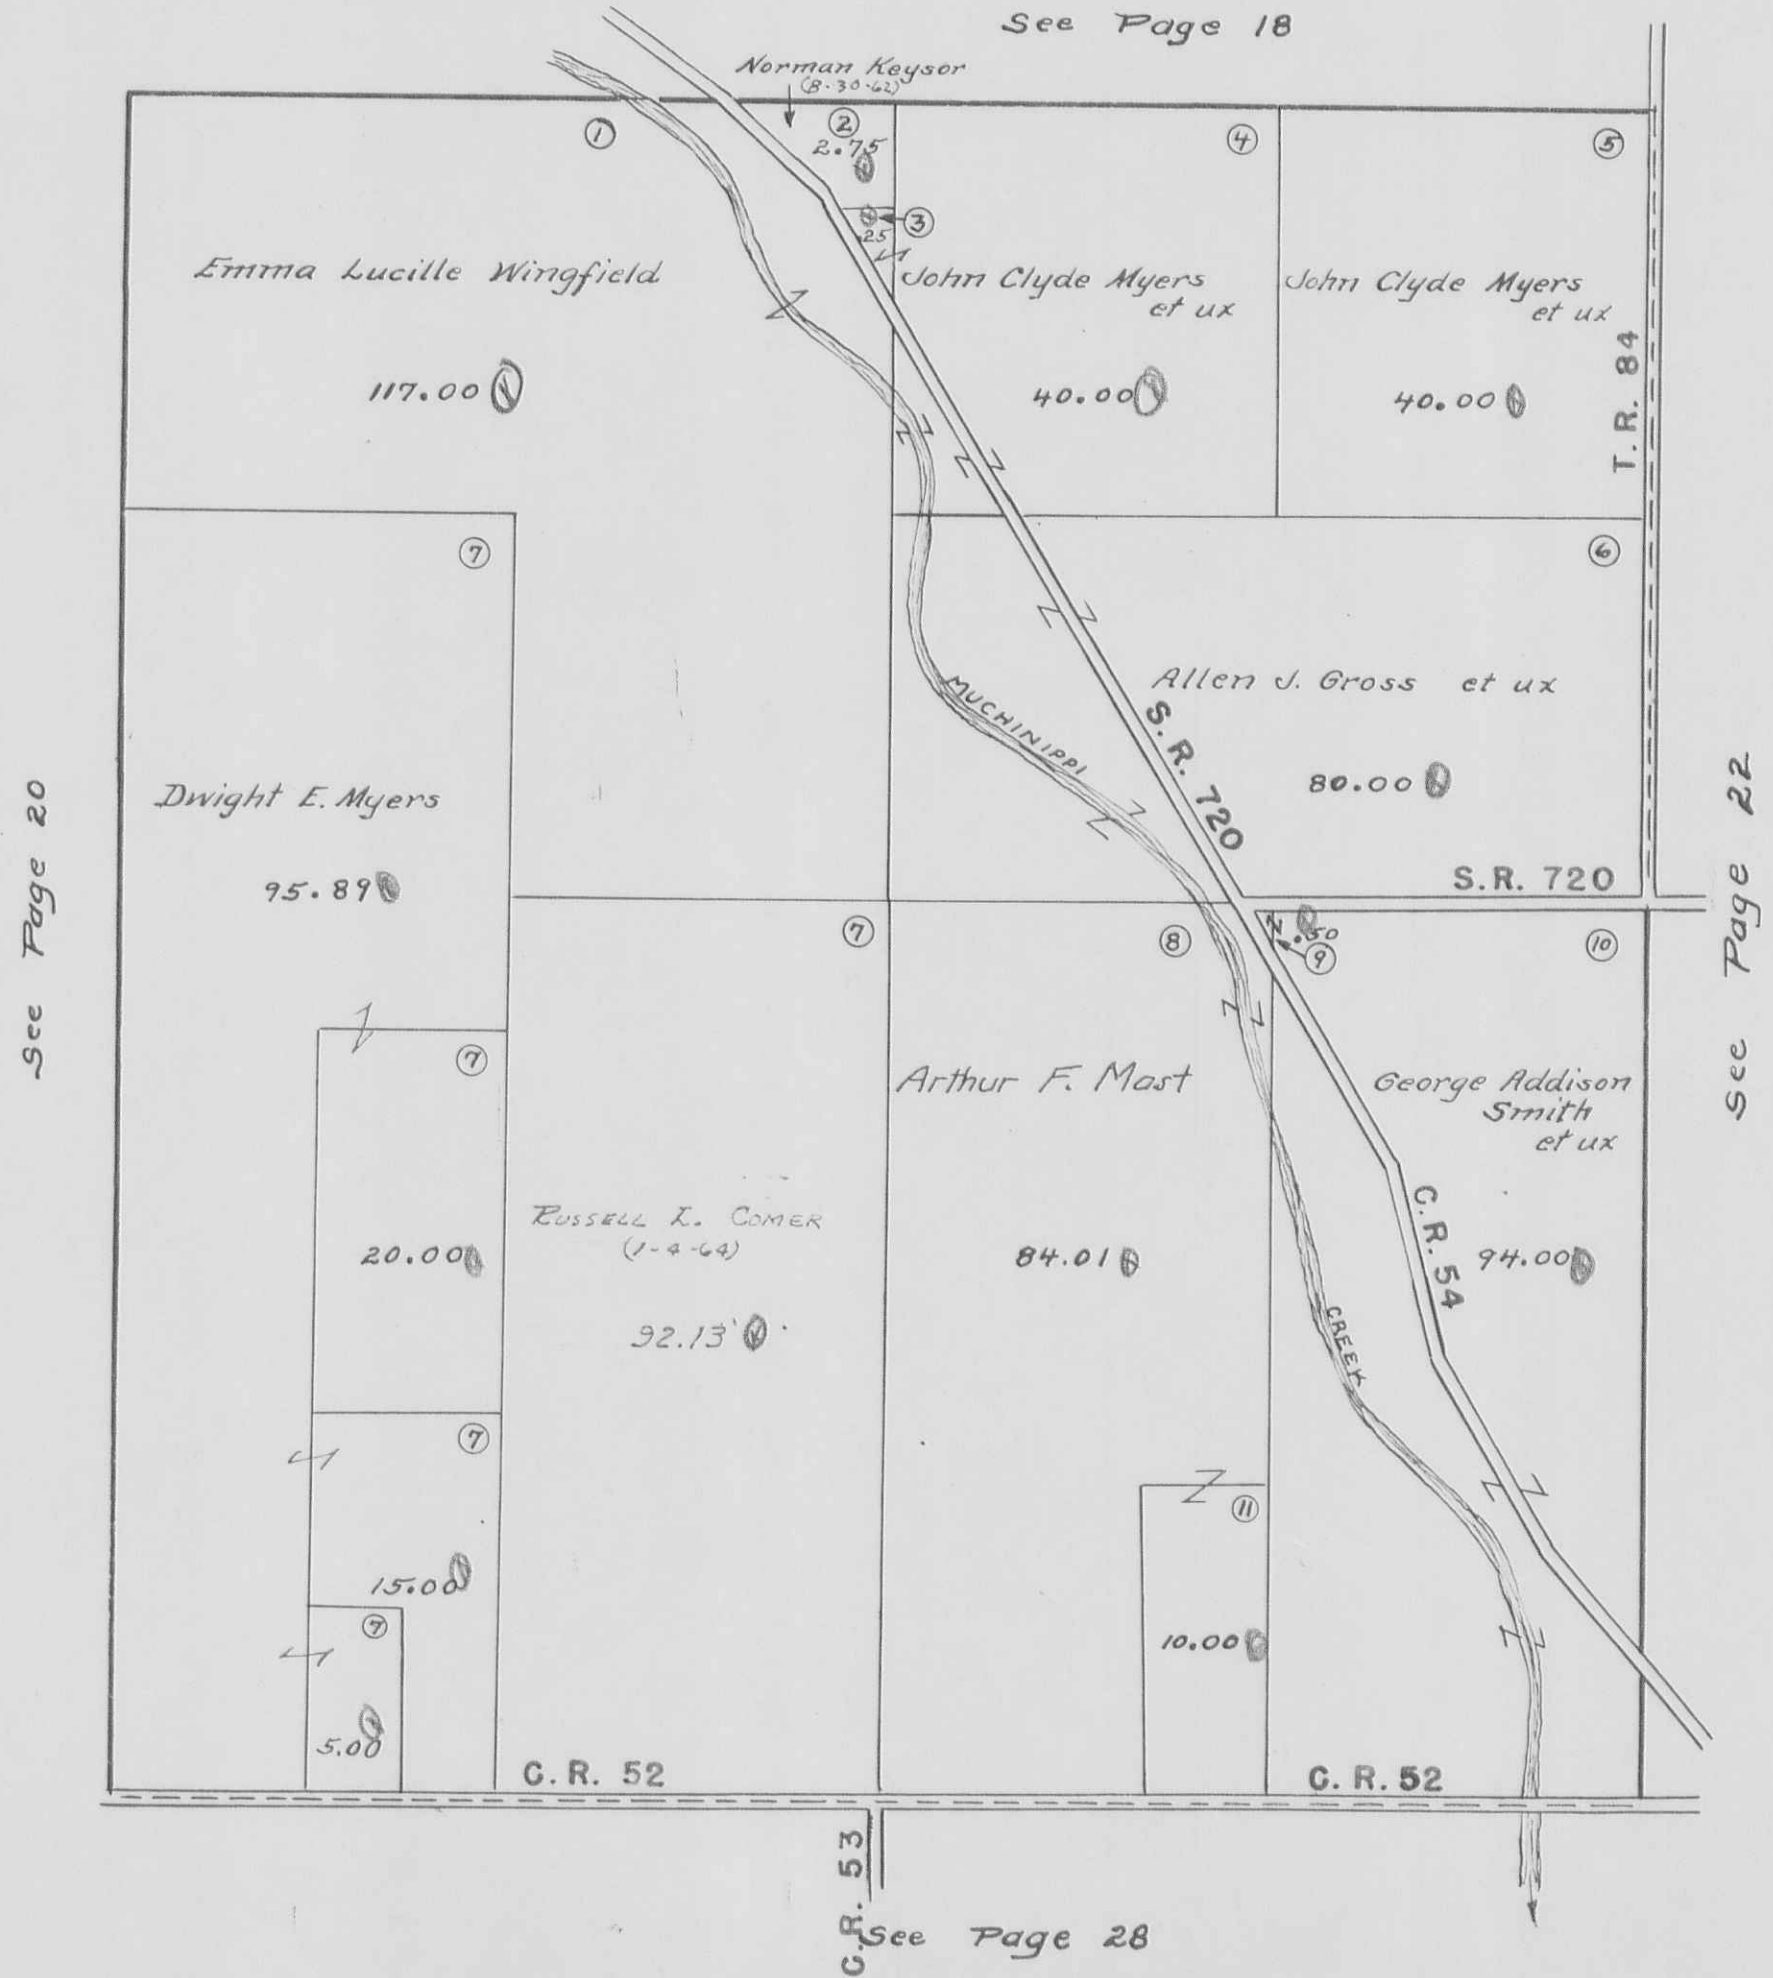 See Page 18
Norman Keysor
(8-30-62)
1
2
2.75
4
5
3
.25
Emma Lucille Wingfield
117.00
John Clyde Myers
et ux
40.00
John Clyde Myers
et ux
40.00
T. R. 84
7
6
Allen J. Gross et ux
80.00
MUCHINIPPI
S. R. 720
S.R. 720
Dwight E. Myers
95.89
See Page 20
See Page 22
7
8
.50
9
10
7
Arthur F. Mast
84.01
George Addison
Smith
et ux
94.00
C. R. 54
20.00
RUSSELL L. COMER
(1-4-64)
92.13
CREEK
7
15.00
11
10.00
7
5.00
C. R. 52
C. R. 52
C. R. 53
See Page 28